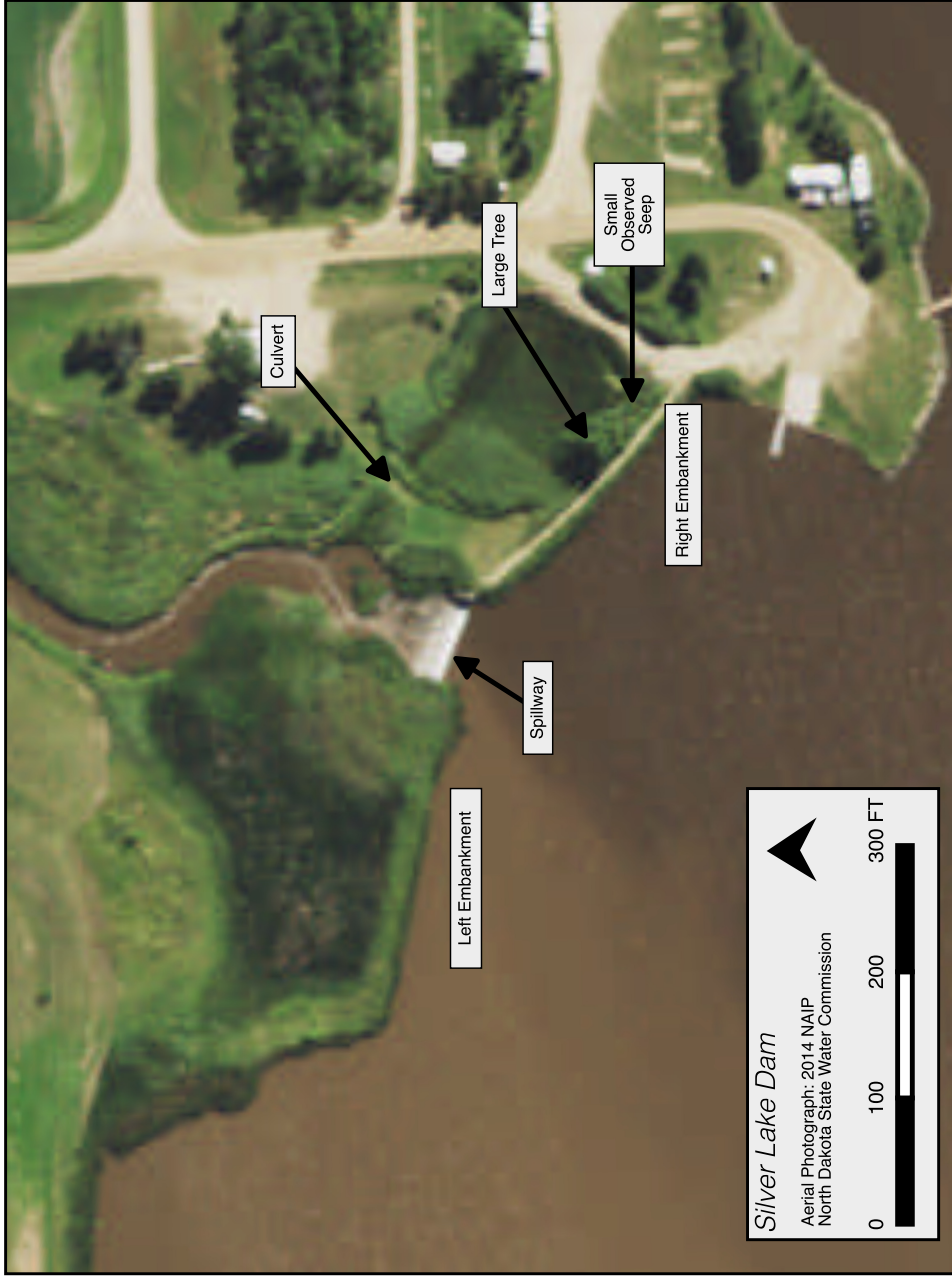 Culvert
Large Tree
Small
Observed
Seep
Right Embankment
Spillway
Left Embankment
Silver Lake Dam
Aerial Photograph: 2014 NAIP
North Dakota State Water Commission
0 100 200 300 FT